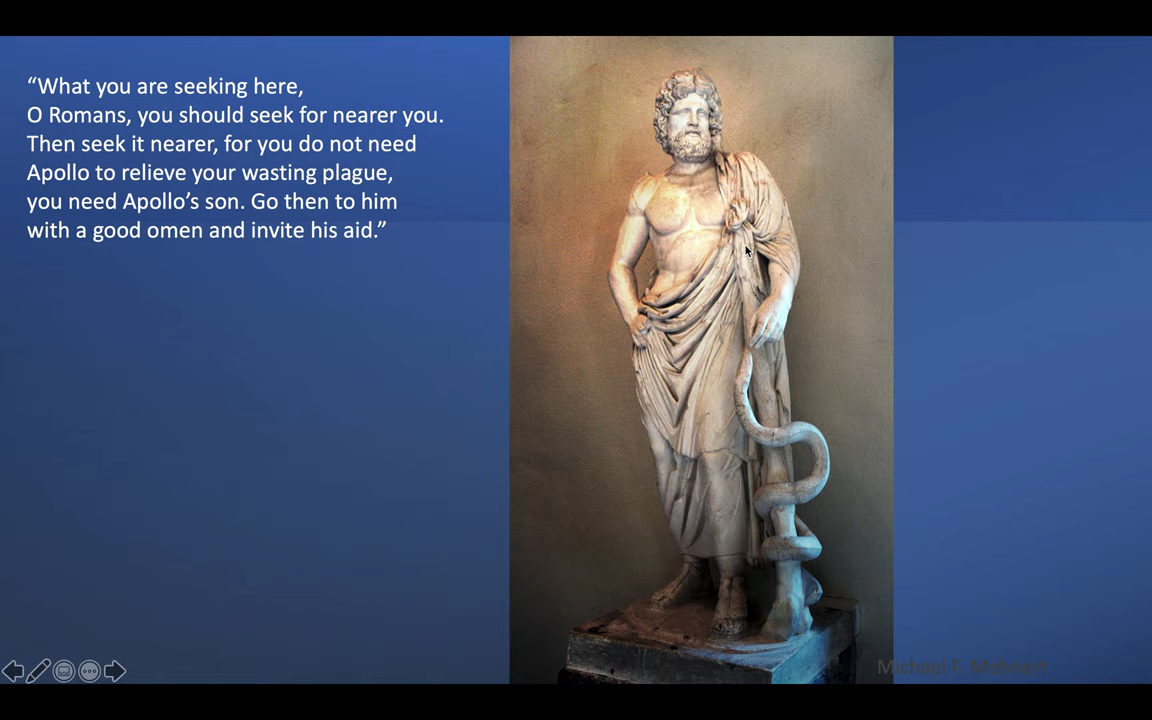 “What you are seeking here,
O Romans, you should seek for nearer you.
Then seek it nearer, for you do not need
Apollo to relieve your wasting plague,
you need Apollo’s son. Go then to him
with a good omen and invite his aid.”
Michael F.